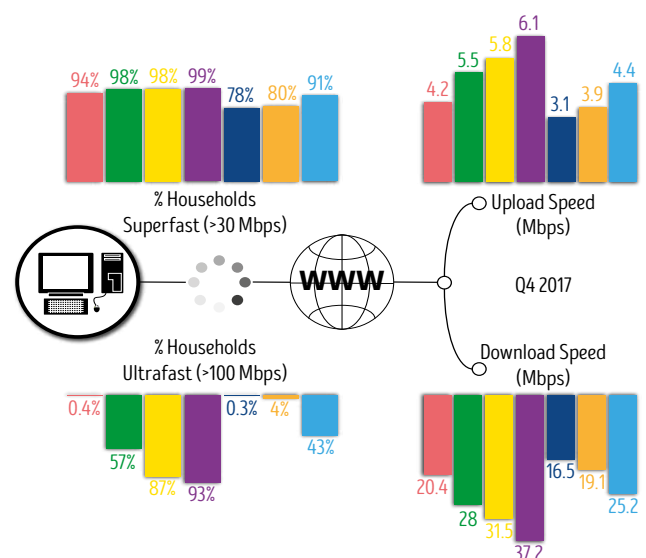 94% 98% 98% 99% 78% 80% 91%
% Households
Superfast (>30 Mbps)
4.2 5.5 5.8 6.1 3.1 3.9 4.4
Upload Speed
(Mbps)
www
Q4 2017
% Households
Ultrafast (>100 Mbps)
0.4% 57% 87% 93% 0.3% 4% 43%
Download Speed
(Mbps)
20.4 28 31.5 37.2 16.5 19.1 25.2